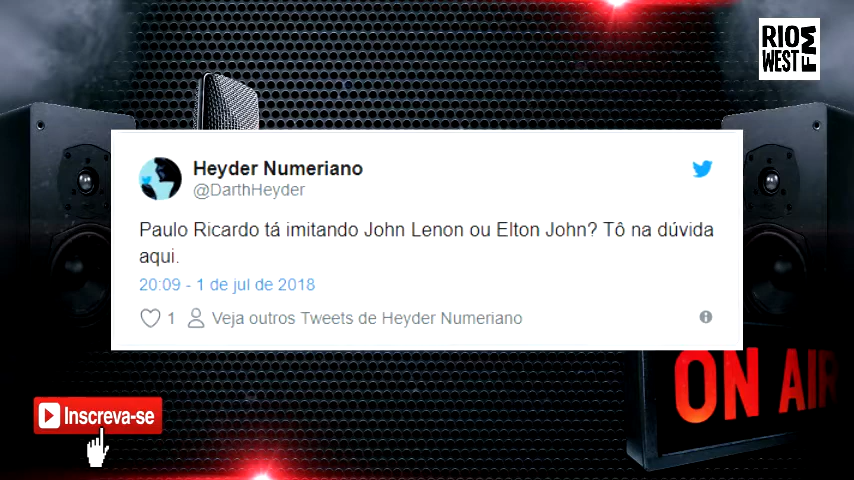 RIO
WEST
FM
Heyder Numeriano
@DarthHeyder
Paulo Ricardo tá imitando John Lenon ou Elton John? Tô na dúvida
aqui.
20:09 - 1 de jul de 2018
1 Veja outros Tweets de Heyder Numeriano
ON AIR
Inscreva-se